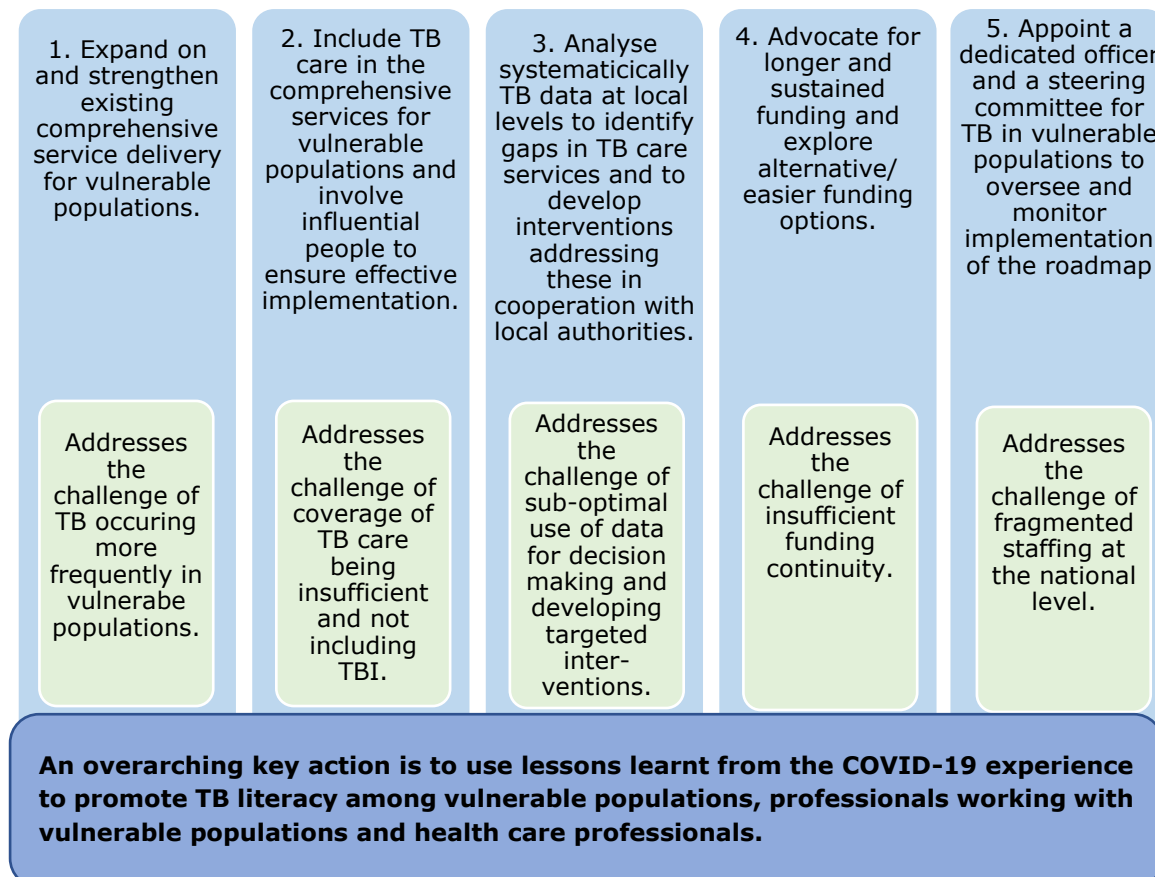 1. Expand on
and strengthen
existing
comprehensive
service delivery
for vulnerable
populations.
Addresses
the
challenge of
TB occuring
more
frequently in
vulnerabe
populations.
2. Include TB
care in the
comprehensive
services for
vulnerable
populations and
involve
influential
people to
ensure effective
implementation.
Addresses
the
challenge of
coverage of
TB care
being
insufficient
and not
including
TBI.
3. Analyse
systematicically
TB data at local
levels to identify
gaps in TB care
services and to
develop
interventions
addressing
these in
cooperation with
local authorities.
Addresses
the
challenge of
sub-optimal
use of data
for decision
making and
developing
targeted
inter-
ventions.
4. Advocate for
longer and
sustained
funding and
explore
alternative/
easier funding
options.
Addresses
the
challenge of
insufficient
funding
continuity.
5. Appoint a
dedicated officer
and a steering
committee for
TB in vulnerable
populations to
oversee and
monitor
implementation
of the roadmap
Addresses
the
challenge of
fragmented
staffing at
the national
level.
An overarching key action is to use lessons learnt from the COVID-19 experience
to promote TB literacy among vulnerable populations, professionals working with
vulnerable populations and health care professionals.